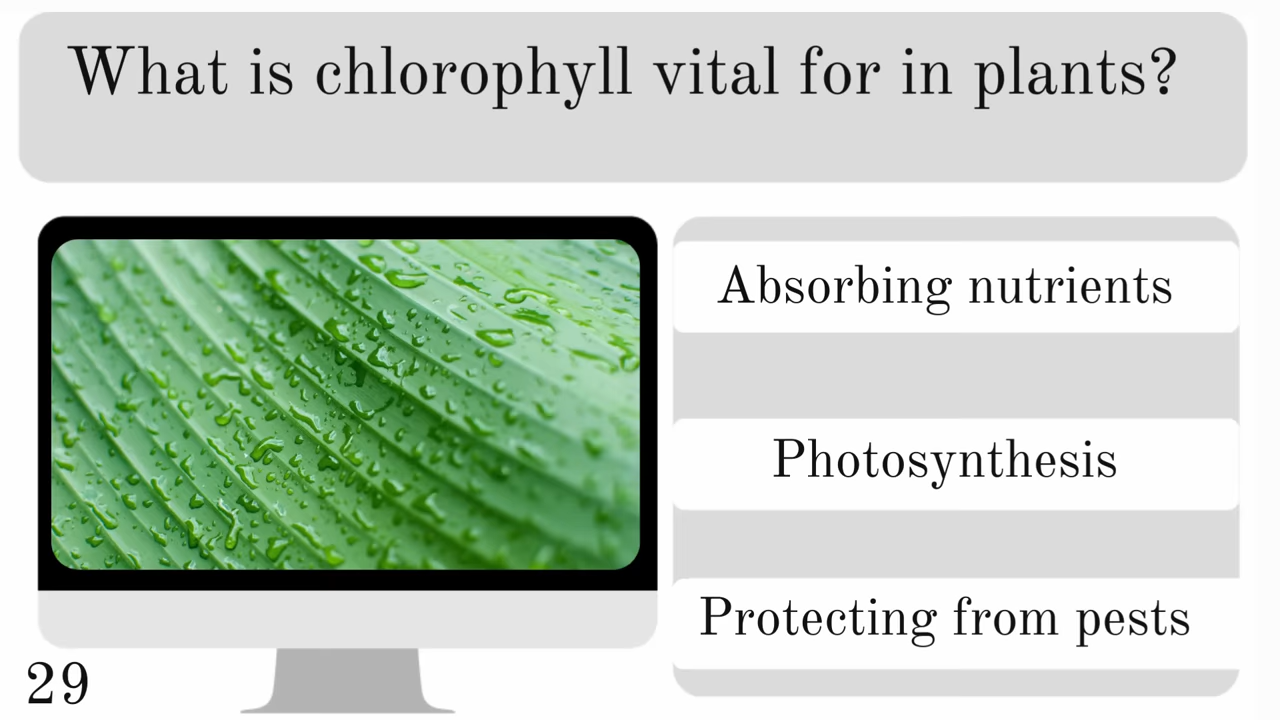 What is chlorophyll vital for in plants?
Absorbing nutrients
Photosynthesis
Protecting from pests
29